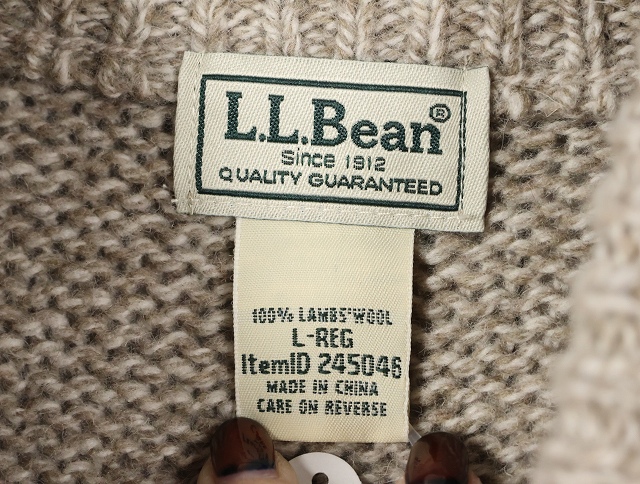 L.L.Bean®
Since 1912
QUALITY GUARANTEED
100% LAMBS'WOOL
L-REG
ItemID 245046
MADE IN CHINA
CARE ON REVERSE